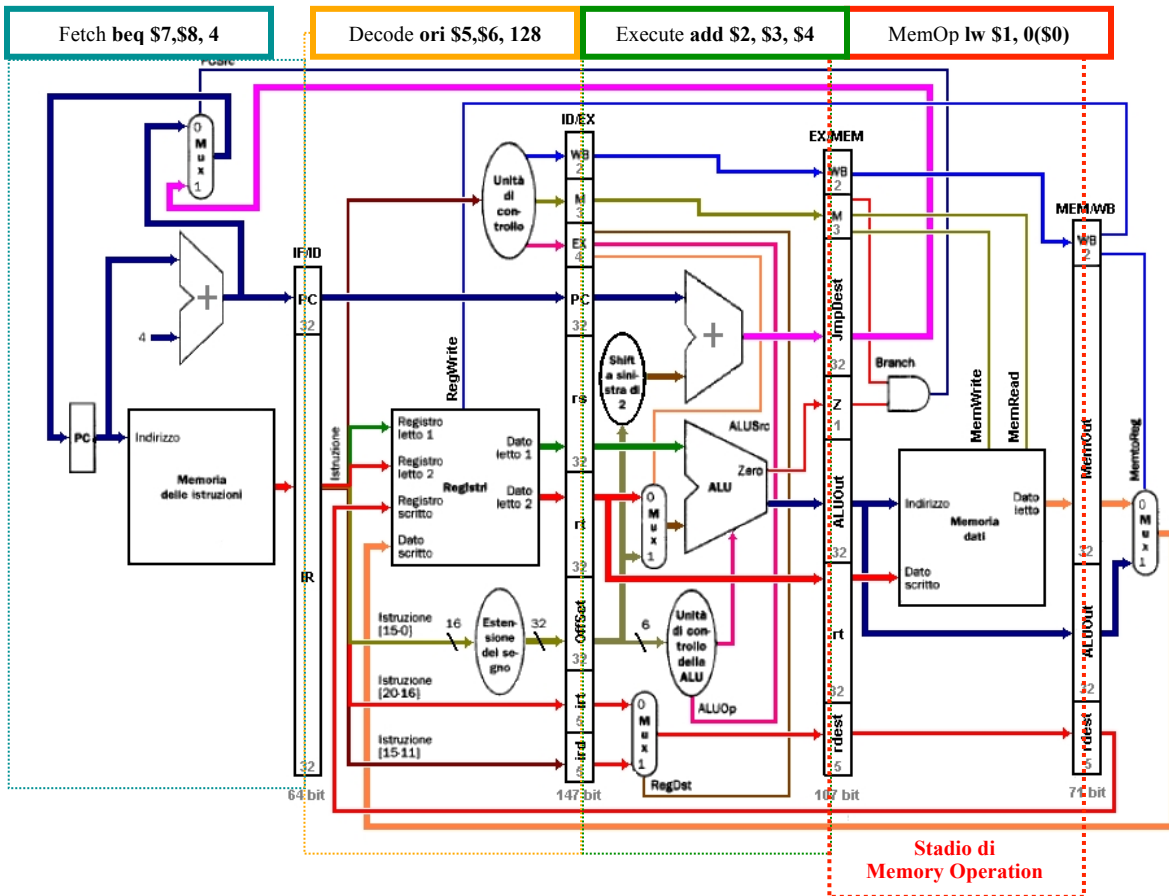 Fetch beq $7,$8, 4
Decode ori $5,$6, 128
Execute add $2, $3, $4
MemOp lw $1, 0($0)
PCSrc
0
M
u
x
1
ID/EX
WB
2
M
3
EX
4
PC
32
rs
32
rt
32
OffSet
32
irt
5
ird
5
147 bit
Unità
di con-
trollo
EX/MEM
WB
2
M
3
JmpDest
32
Z
1
ALUOut
32
rt
32
rdest
5
107 bit
MEM/WB
WB
2
MemOut
32
ALUOut
32
rdest
5
71 bit
IF/ID
PC
32
IR
32
64 bit
+
4
PC
Indirizzo
Memoria
delle istruzioni
Istruzione
RegWrite
Registro
letto 1
Registro
letto 2
Registro
scritto
Dato
scritto
Registri
Dato
letto 1
Dato
letto 2
Istruzione
[15-0]
16
Esten-
sione
del se-
gno
32
Istruzione
[20-16]
Istruzione
[15-11]
Shift
a sini-
stra di
2
+
ALUSrc
Zero
ALU
0
M
u
x
1
6
Unità
di con-
trollo
della
ALU
ALUOp
0
M
u
x
1
RegDst
Branch
MemWrite
MemRead
Indirizzo
Dato
letto
Memoria
dati
Dato
scritto
MemtoReg
0
M
u
x
1
Stadio di
Memory Operation